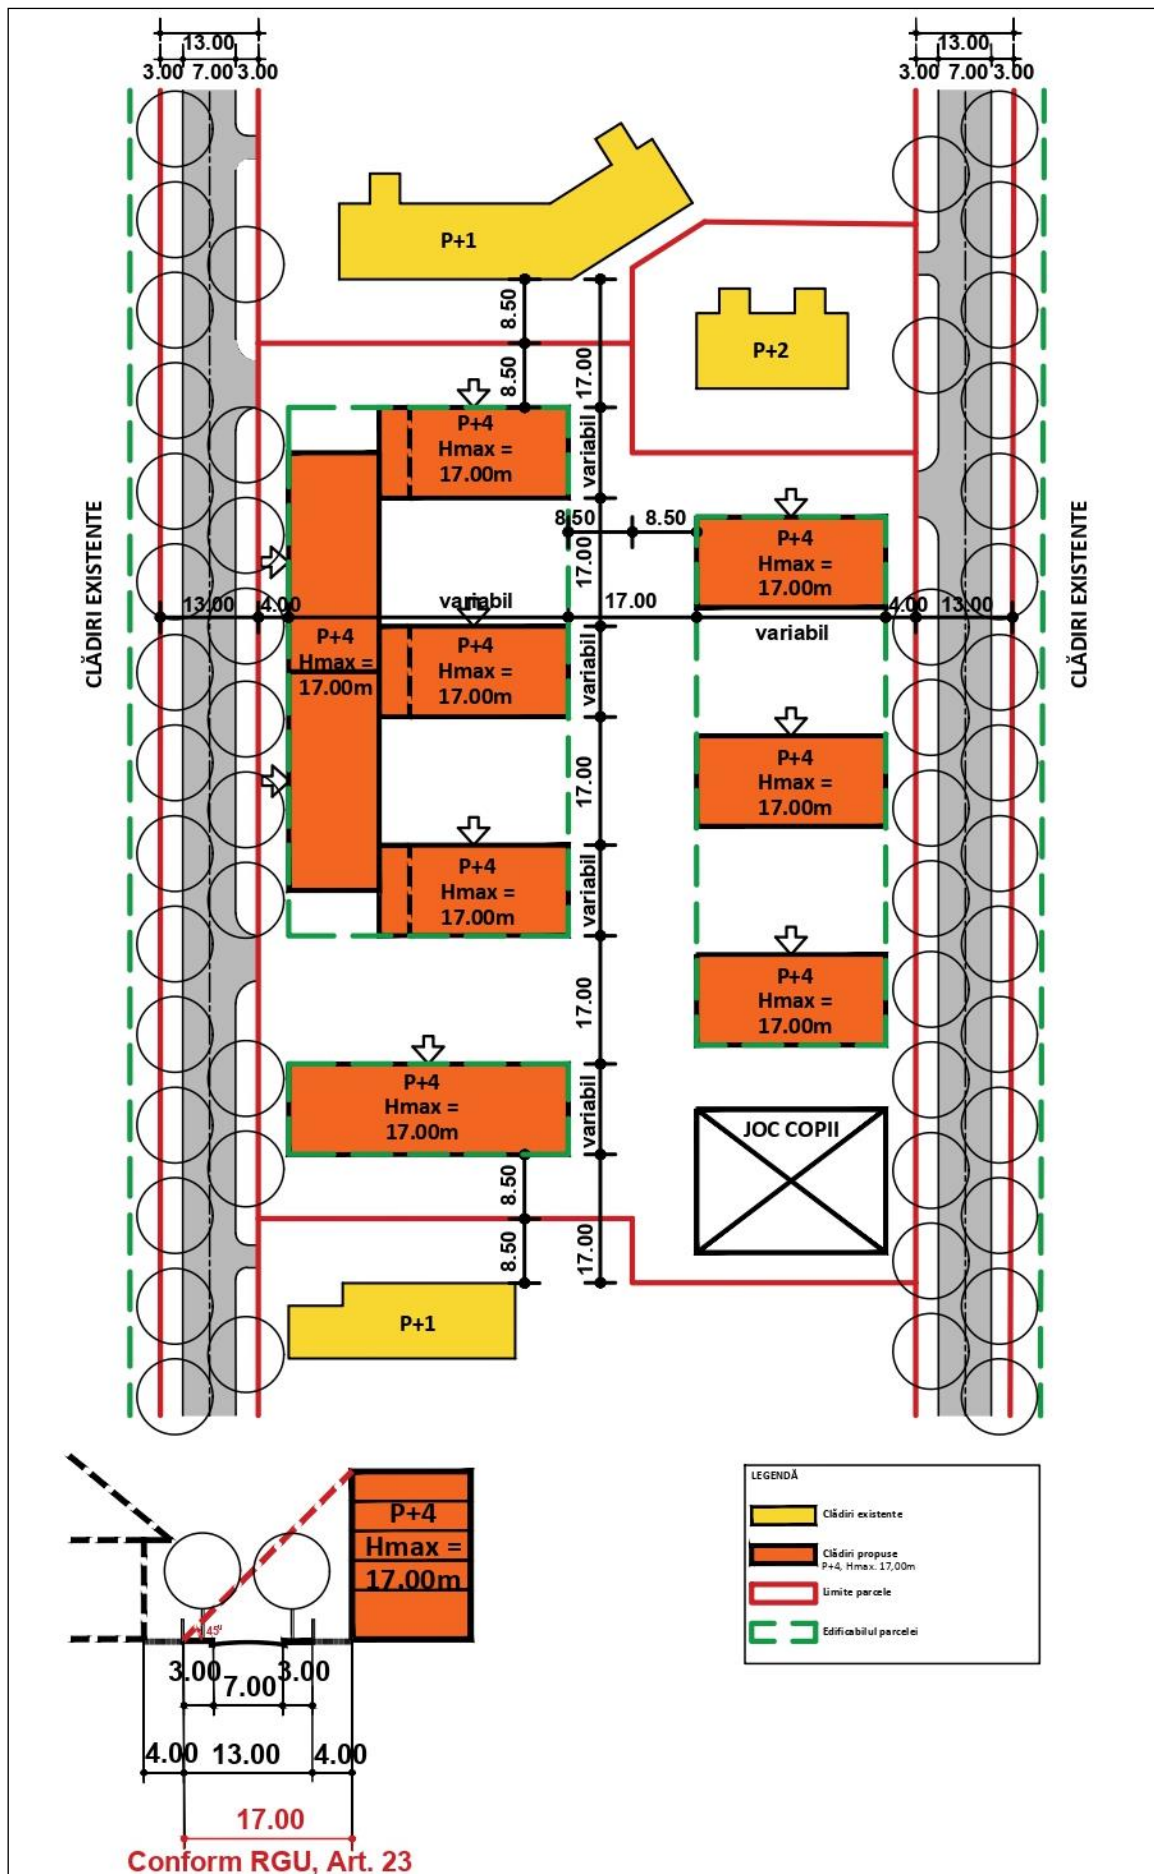 13.00
3.00 7.00 3.00
13.00
3.00 7.00 3.00
P+1
8.50
P+2
8.50
17.00
P+4
Hmax =
17.00m
variabil
CLĂDIRI EXISTENTE
8.50
8.50
17.00
P+4
Hmax =
17.00m
CLĂDIRI EXISTENTE
13.00
4.00
variabil
17.00
4.00
13.00
variabil
P+4
Hmax =
17.00m
P+4
Hmax =
17.00m
variabil
17.00
P+4
Hmax =
17.00m
P+4
Hmax =
17.00m
variabil
17.00
P+4
Hmax =
17.00m
P+4
Hmax =
17.00m
variabil
JOC COPII
8.50
8.50
17.00
P+1
P+4
Hmax =
17.00m
45°
3.00
3.00
7.00
4.00
13.00
4.00
17.00
Conform RGU, Art. 23
LEGENDĂ
Clădiri existente
Clădiri propuse
P+4, Hmax. 17,00m
Limite parcele
Edificabilul parcelei